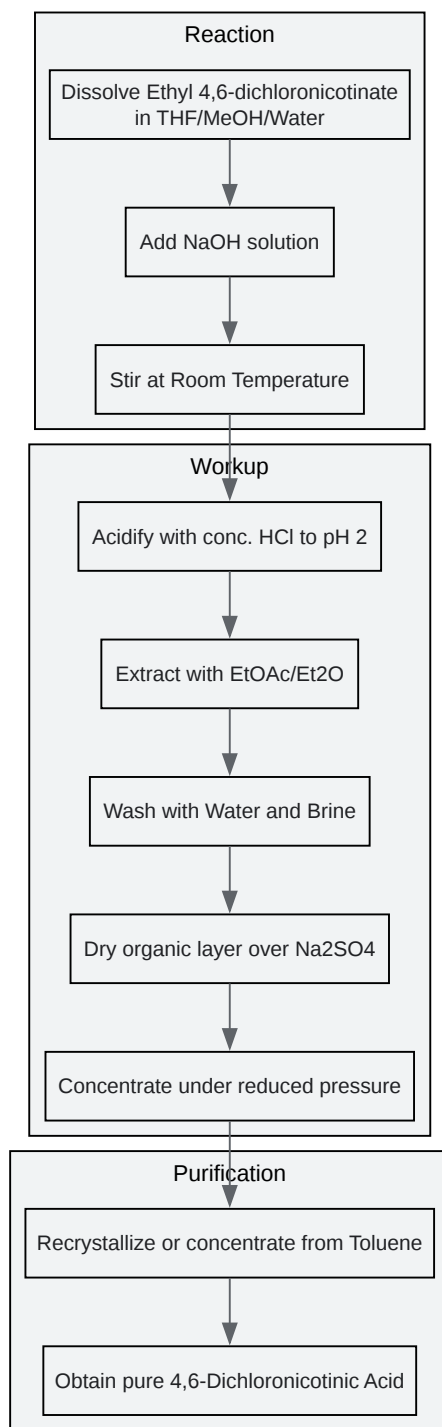 Reaction
Dissolve Ethyl 4,6-dichloronicotinate
in THF/MeOH/Water
Add NaOH solution
Stir at Room Temperature
Workup
Acidify with conc. HCl to pH 2
Extract with EtOAc/Et2O
Wash with Water and Brine
Dry organic layer over Na2SO4
Concentrate under reduced pressure
Purification
Recrystallize or concentrate from Toluene
Obtain pure 4,6-Dichloronicotinic Acid